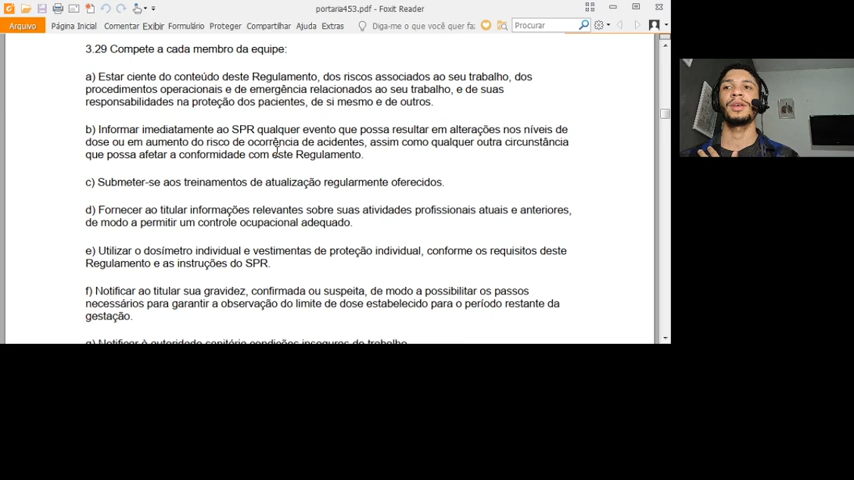 portaria453.pdf - Foxit Reader
Arquivo Página Inicial Comentar Exibir Formulário Proteger Compartilhar Ajuda Extras Diga-me o que você quer fa: Procurar
3.29 Compete a cada membro da equipe:
a) Estar ciente do conteúdo deste Regulamento, dos riscos associados ao seu trabalho, dos
procedimentos operacionais e de emergência relacionados ao seu trabalho, e de suas
responsabilidades na proteção dos pacientes, de si mesmo e de outros.
b) Informar imediatamente ao SPR qualquer evento que possa resultar em alterações nos níveis de
dose ou em aumento do risco de ocorrência de acidentes, assim como qualquer outra circunstância
que possa afetar a conformidade com este Regulamento.
c) Submeter-se aos treinamentos de atualização regularmente oferecidos.
d) Fornecer ao titular informações relevantes sobre suas atividades profissionais atuais e anteriores,
de modo a permitir um controle ocupacional adequado.
e) Utilizar o dosímetro individual e vestimentas de proteção individual, conforme os requisitos deste
Regulamento e as instruções do SPR.
f) Notificar ao titular sua gravidez, confirmada ou suspeita, de modo a possibilitar os passos
necessários para garantir a observação do limite de dose estabelecido para o período restante da
gestação.
g) Notificar à autoridade sanitária condições inseguras de trabalho.